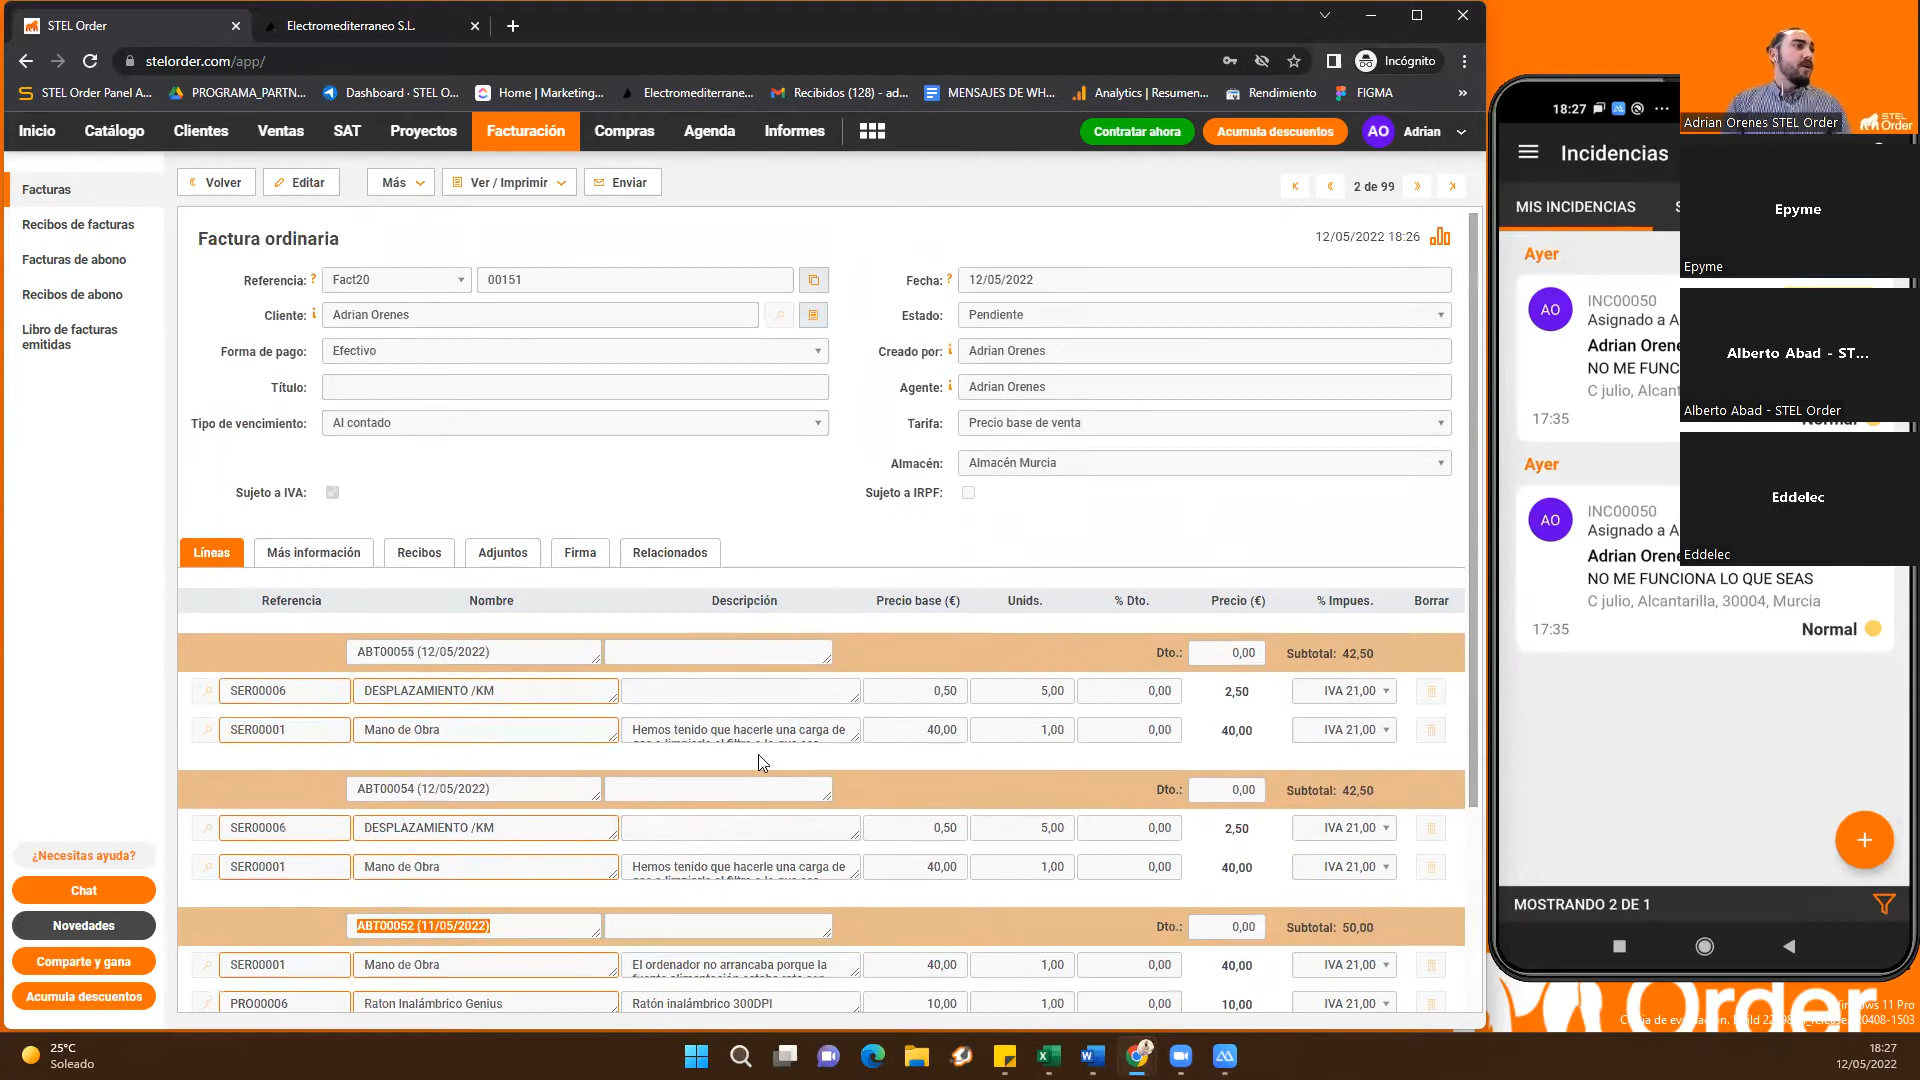 STEL Order
Electromediterraneo S.L.
stelorder.com/app/
Incógnito
STEL Order Panel A...
PROGRAMA_PARTN...
Dashboard · STEL O...
Home | Marketing...
Electromediterrane...
Recibidos (128) - ad...
MENSAJES DE WH...
Analytics | Resumen...
Rendimiento
FIGMA
»
Inicio
Catálogo
Clientes
Ventas
SAT
Proyectos
Facturación
Compras
Agenda
Informes
Contratar ahora
Acumula descuentos
AO
Adrian
Facturas
Recibos de facturas
Facturas de abono
Recibos de abono
Libro de facturas
emitidas
¿Necesitas ayuda?
Chat
Novedades
Comparte y gana
Acumula descuentos
Volver
Editar
Más
Ver / Imprimir
Enviar
2 de 99
Factura ordinaria
12/05/2022 18:26
Referencia: ?
Fact20
00151
Fecha: ?
12/05/2022
Cliente: i
Adrian Orenes
Estado:
Pendiente
Forma de pago:
Efectivo
Creado por: i
Adrian Orenes
Título:
Agente: i
Adrian Orenes
Tipo de vencimiento:
Al contado
Tarifa:
Precio base de venta
Almacén:
Almacén Murcia
Sujeto a IVA:
Sujeto a IRPF:
Líneas
Más información
Recibos
Adjuntos
Firma
Relacionados
Referencia Nombre Descripción Precio base (€) Unids. % Dto. Precio (€) % Impues. Borrar
ABT00055 (12/05/2022) Dto.: 0,00 Subtotal: 42,50
SER00006 DESPLAZAMIENTO /KM 0,50 5,00 0,00 2,50 IVA 21,00
SER00001 Mano de Obra Hemos tenido que hacerle una carga de 40,00 1,00 0,00 40,00 IVA 21,00
ABT00054 (12/05/2022) Dto.: 0,00 Subtotal: 42,50
SER00006 DESPLAZAMIENTO /KM 0,50 5,00 0,00 2,50 IVA 21,00
SER00001 Mano de Obra Hemos tenido que hacerle una carga de 40,00 1,00 0,00 40,00 IVA 21,00
ABT00052 (11/05/2022) Dto.: 0,00 Subtotal: 50,00
SER00001 Mano de Obra El ordenador no arrancaba porque la 40,00 1,00 0,00 40,00 IVA 21,00
PRO00006 Raton Inalámbrico Genius Ratón inalámbrico 300DPI 10,00 1,00 0,00 10,00 IVA 21,00
18:27
Incidencias
MIS INCIDENCIAS
Ayer
AO
INC00050
Asignado a A
Adrian Orene
NO ME FUNC
C julio, Alcan
17:35
Normal
Ayer
AO
INC00050
Asignado a A
Adrian Orene
NO ME FUNCIONA LO QUE SEAS
C julio, Alcantarilla, 30004, Murcia
17:35
Normal
+
MOSTRANDO 2 DE 1
Adrian Orenes STEL Order
STEL
Order
Epyme
Epyme
Alberto Abad - ST...
Alberto Abad - STEL Order
Eddelec
Eddelec
Order
25°C
Soleado
18:27
12/05/2022